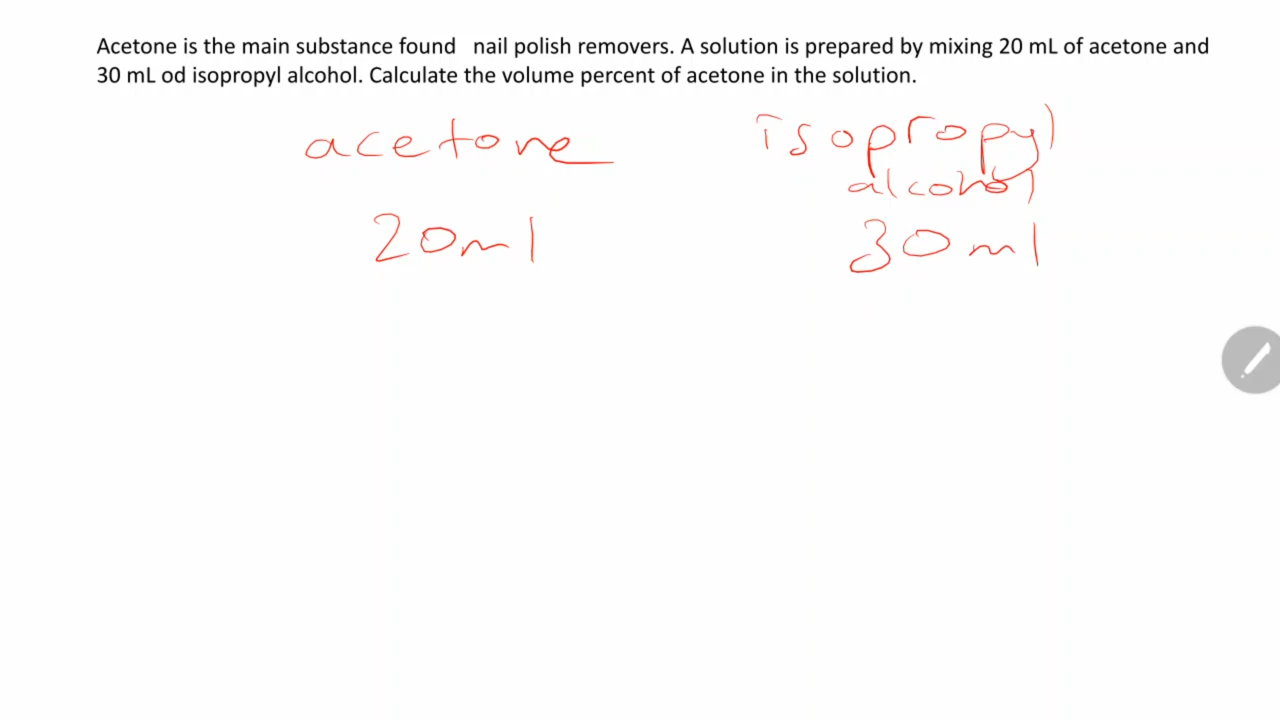 Acetone is the main substance found nail polish removers. A solution is prepared by mixing 20 mL of acetone and
30 mL od isopropyl alcohol. Calculate the volume percent of acetone in the solution.
acetone
isopropyl
alcohol
20ml
30ml